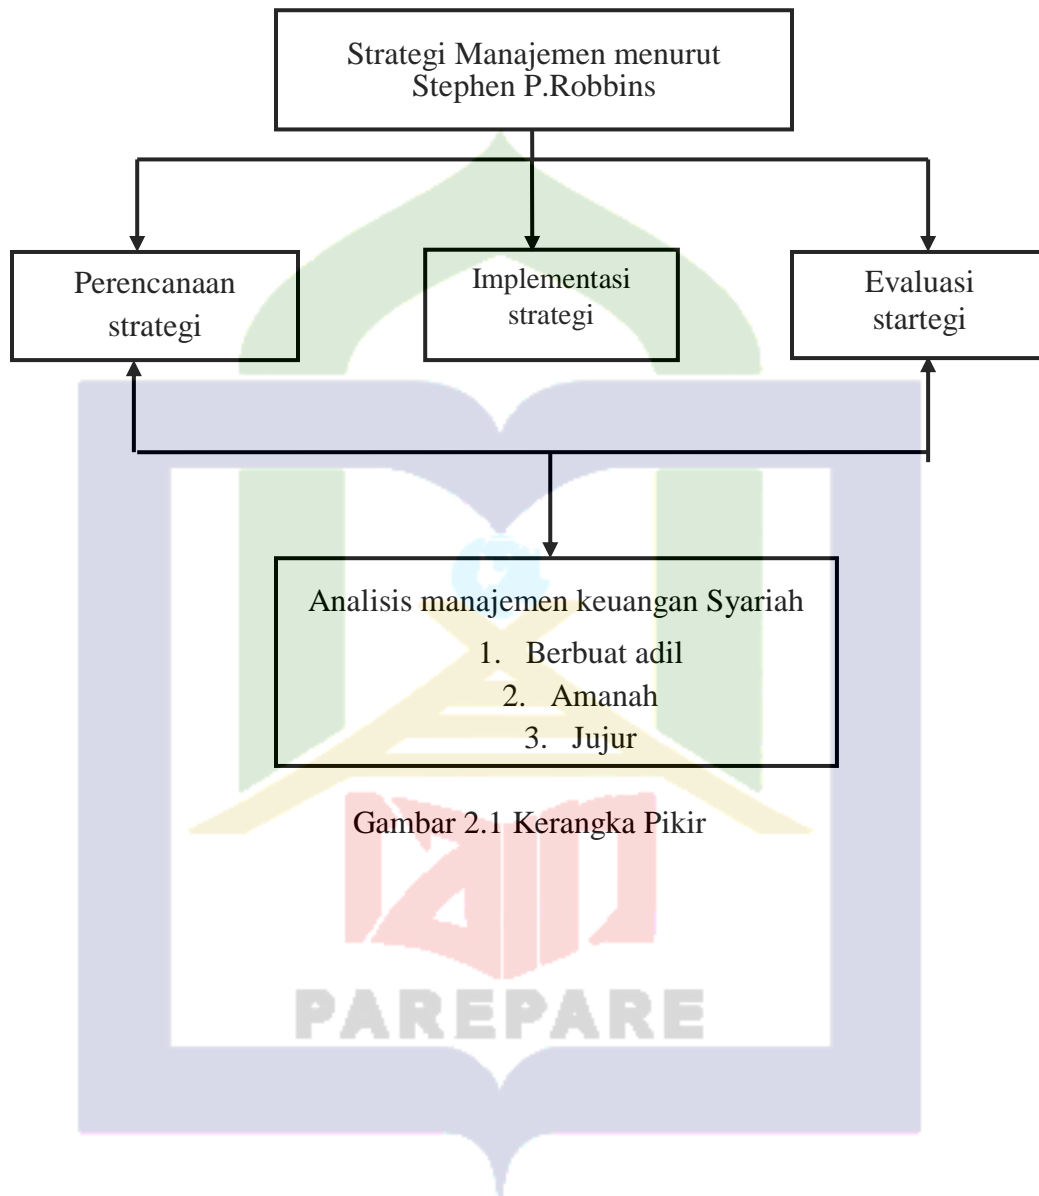 Strategi Manajemen menurut
Stephen P.Robbins
Perencanaan
strategi
Implementasi
strategi
Evaluasi
startegi
Analisis manajemen keuangan Syariah
1. Berbuat adil
2. Amanah
3. Jujur
Gambar 2.1 Kerangka Pikir
iain
PAREPARE